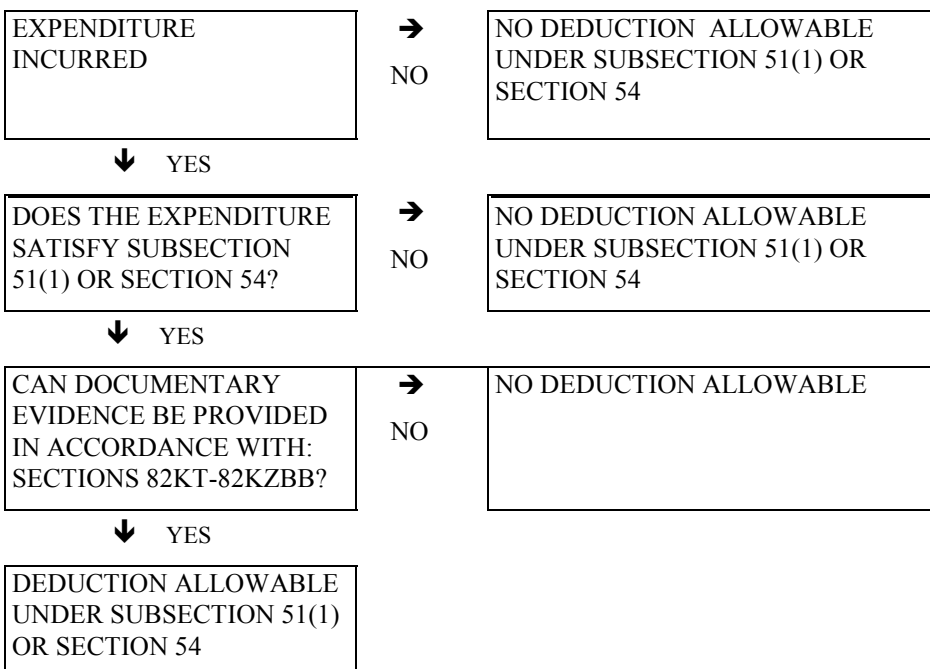 EXPENDITURE
INCURRED
➔
NO
NO DEDUCTION ALLOWABLE
UNDER SUBSECTION 51(1) OR
SECTION 54
YES
DOES THE EXPENDITURE
SATISFY SUBSECTION
51(1) OR SECTION 54?
➔
NO
NO DEDUCTION ALLOWABLE
UNDER SUBSECTION 51(1) OR
SECTION 54
YES
CAN DOCUMENTARY
EVIDENCE BE PROVIDED
IN ACCORDANCE WITH:
SECTIONS 82KT-82KZBB?
➔
NO
NO DEDUCTION ALLOWABLE
YES
DEDUCTION ALLOWABLE
UNDER SUBSECTION 51(1)
OR SECTION 54